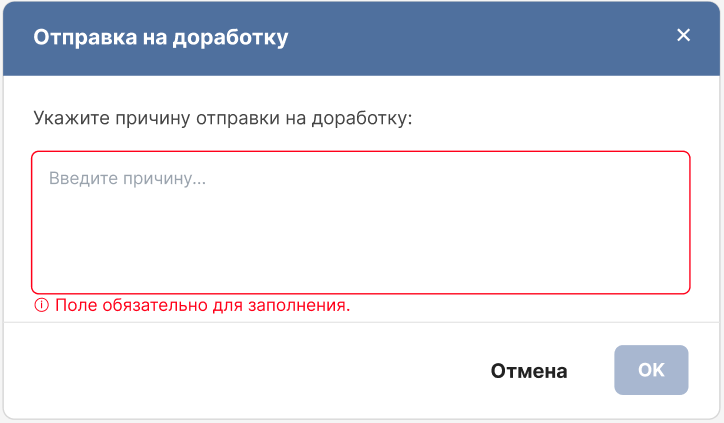 Отправка на доработку
Укажите причину отправки на доработку:
Введите причину...
Поле обязательно для заполнения.
Отмена
OK